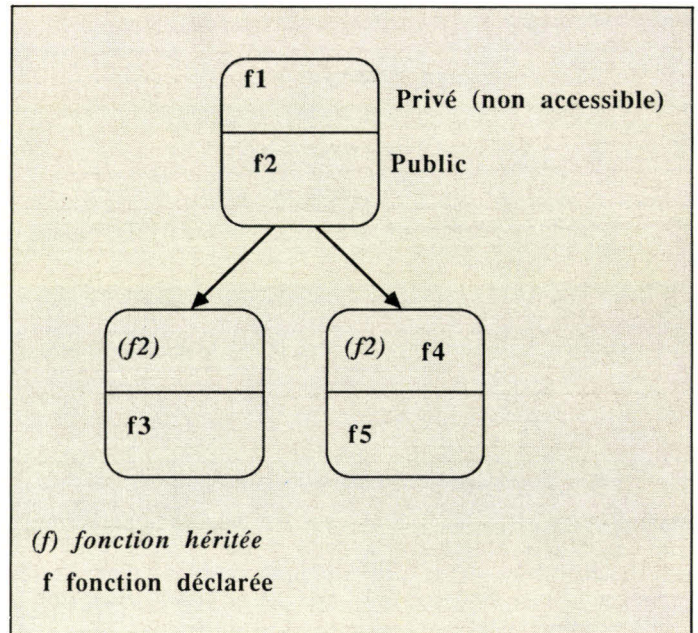 f1
Privé (non accessible)
f2
Public
(f2)
f3
(f2) f4
f5
(f) fonction héritée
f fonction déclarée